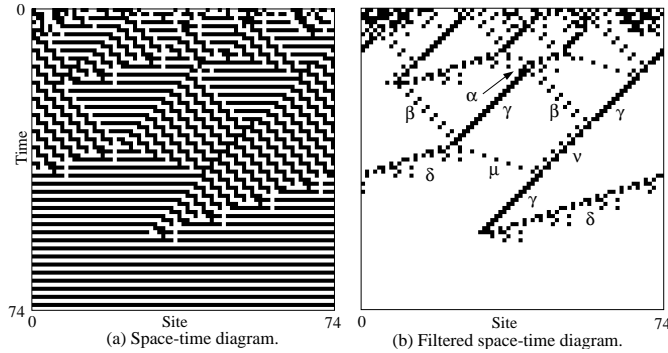 0
Time
74
0
Site
74
(a) Space-time diagram.
α
γ
β
β
γ
ν
μ
δ
γ
δ
0
Site
74
(b) Filtered space-time diagram.